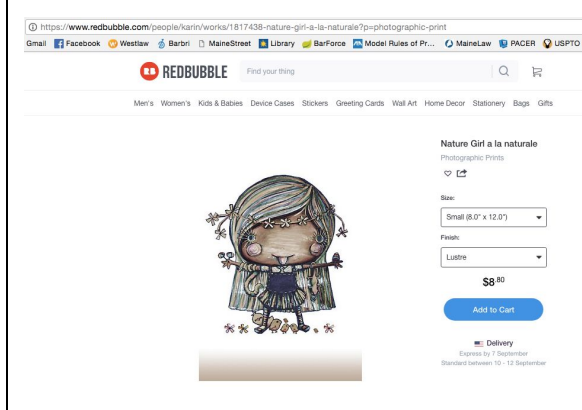 https://www.redbubble.com/people/karin/works/1817438-nature-girl-a-la-naturale?p=photographic-print
Gmail Facebook Westlaw Barbri MaineStreet Library BarForce Model Rules of Pr... MaineLaw PACER USPTO
REDBUBBLE Find your thing
Men's Women's Kids & Babies Device Cases Stickers Greeting Cards Wall Art Home Decor Stationery Bags Gifts
Nature Girl a la naturale
Photographic Prints
Size:
Small (8.0" x 12.0")
Finish:
Lustre
$8.80
Add to Cart
Delivery
Express by 7 September
Standard between 10 - 12 September